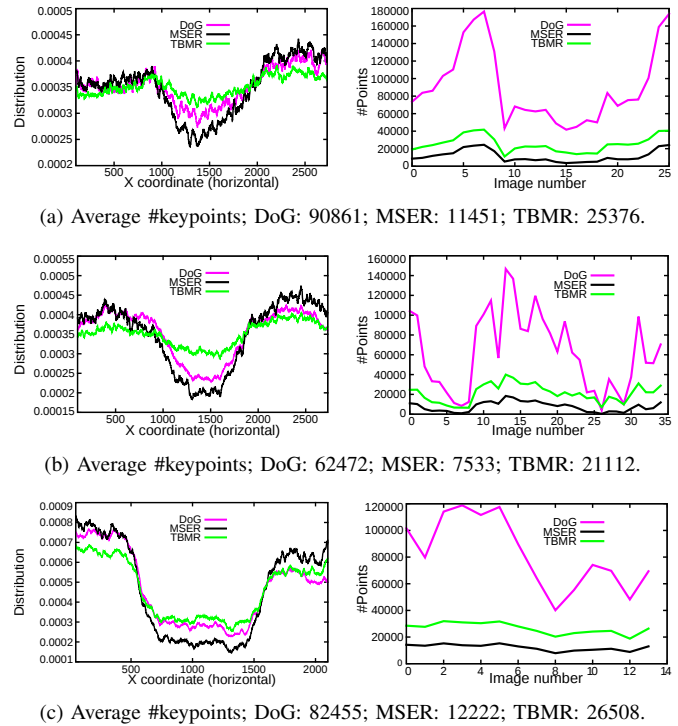 0.0005
0.00045
0.0004
0.00035
0.0003
0.00025
0.0002
Distribution
DoG
MSER
TBMR
500 1000 1500 2000 2500
X coordinate (horizontal)
180000
160000
140000
120000
100000
80000
60000
40000
20000
0
#Points
DoG
MSER
TBMR
0 5 10 15 20 25
Image number
(a) Average #keypoints; DoG: 90861; MSER: 11451; TBMR: 25376.
0.00055
0.0005
0.00045
0.0004
0.00035
0.0003
0.00025
0.0002
0.00015
Distribution
DoG
MSER
TBMR
500 1000 1500 2000 2500
X coordinate (horizontal)
160000
140000
120000
100000
80000
60000
40000
20000
0
#Points
DoG
MSER
TBMR
0 5 10 15 20 25 30 35
Image number
(b) Average #keypoints; DoG: 62472; MSER: 7533; TBMR: 21112.
0.0009
0.0008
0.0007
0.0006
0.0005
0.0004
0.0003
0.0002
0.0001
Distribution
DoG
MSER
TBMR
500 1000 1500 2000
X coordinate (horizontal)
120000
100000
80000
60000
40000
20000
0
#Points
DoG
MSER
TBMR
0 2 4 6 8 10 12 14
Image number
(c) Average #keypoints; DoG: 82455; MSER: 12222; TBMR: 26508.